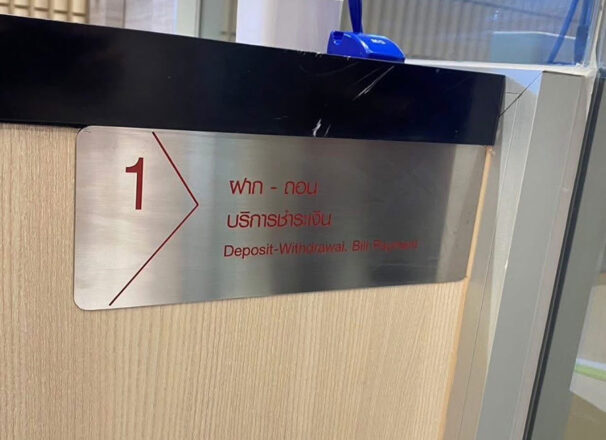 1
ฝาก - ถอน
บริการชำระเงิน
Deposit-Withdrawal. Bill Payment